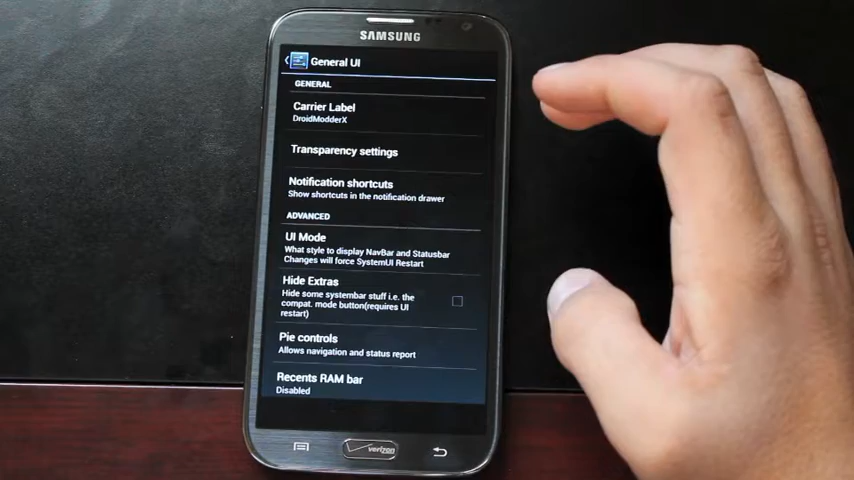 SAMSUNG
General UI
GENERAL
Carrier Label
DroidModderX
Transparency settings
Notification shortcuts
Show shortcuts in the notification drawer
ADVANCED
UI Mode
What style to display NavBar and Statusbar
Changes will force SystemUI Restart
Hide Extras
Hide some systembar stuff i.e. the
compat. mode button(requires UI
restart)
Pie controls
Allows navigation and status report
Recents RAM bar
Disabled
verizon